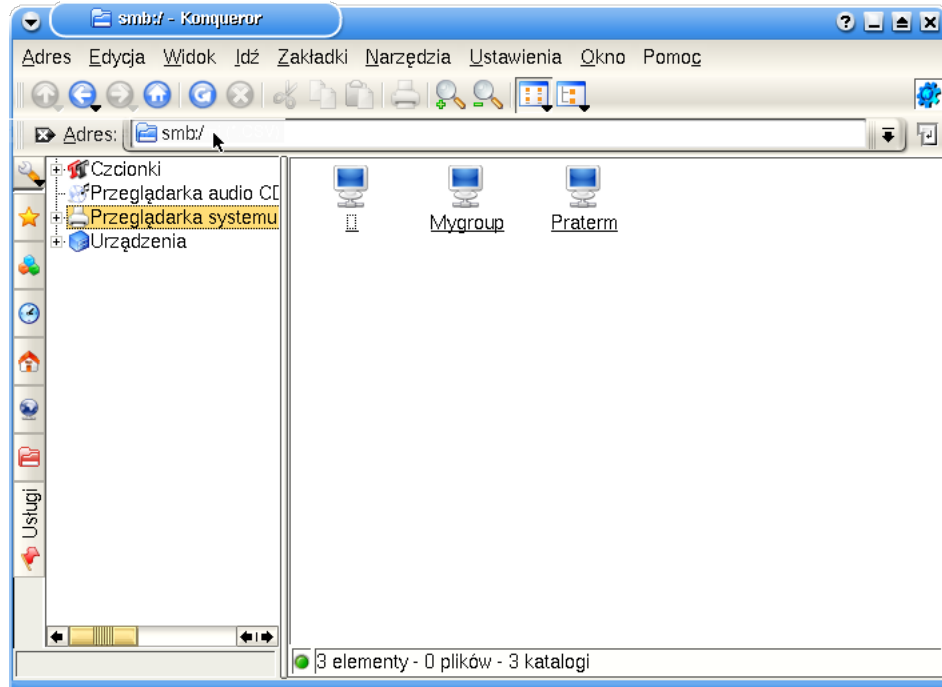 smb:/ - Konqueror
Adres Edycja Widok Idź Zakładki Narzędzia Ustawienia Okno Pomoc
Adres: smb:/
Czcionki
Przeglądarka audio CD
Przeglądarka systemu
Urządzenia
Mygroup Praterm
Usługi
3 elementy - 0 plików - 3 katalogi